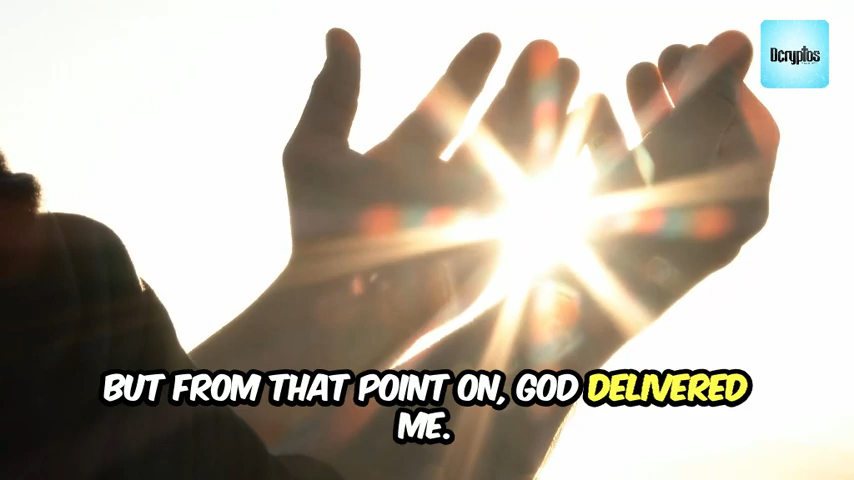 Dcryptos
BUT FROM THAT POINT ON, GOD DELIVERED
ME.